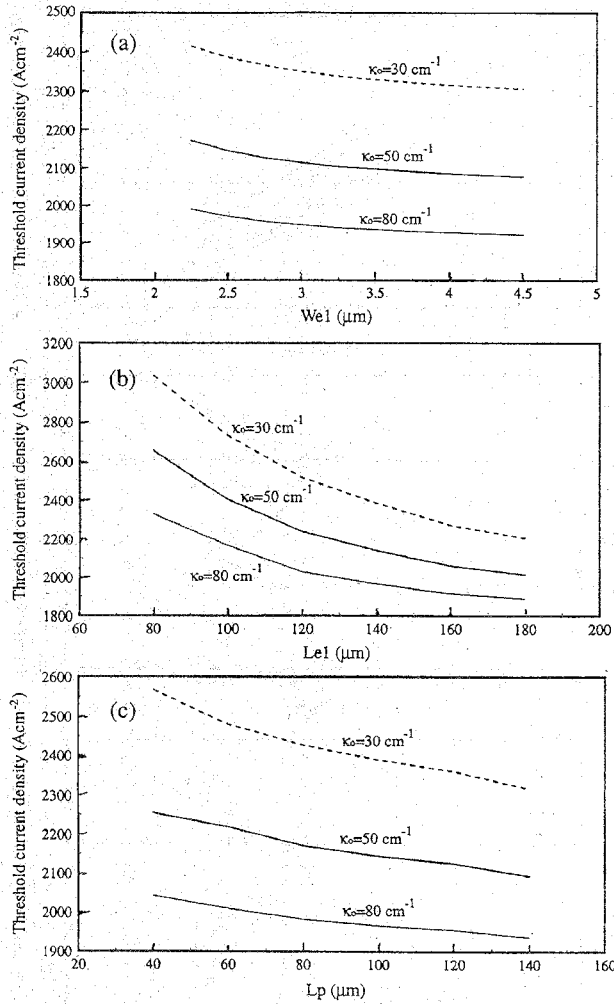 2500
2400
2300
2200
2100
2000
1900
1800
Threshold current density (Acm⁻²)
(a)
κₒ=30 cm⁻¹
κₒ=50 cm⁻¹
κₒ=80 cm⁻¹
1.5 2 2.5 3 3.5 4 4.5 5
We1 (μm)
3200
3000
2800
2600
2400
2200
2000
1800
Threshold current density (Acm⁻²)
(b)
κₒ=30 cm⁻¹
κₒ=50 cm⁻¹
κₒ=80 cm⁻¹
60 80 100 120 140 160 180 200
Le1 (μm)
2600
2500
2400
2300
2200
2100
2000
1900
Threshold current density (Acm⁻²)
(c)
κₒ=30 cm⁻¹
κₒ=50 cm⁻¹
κₒ=80 cm⁻¹
20 40 60 80 100 120 140 160
Lp (μm)